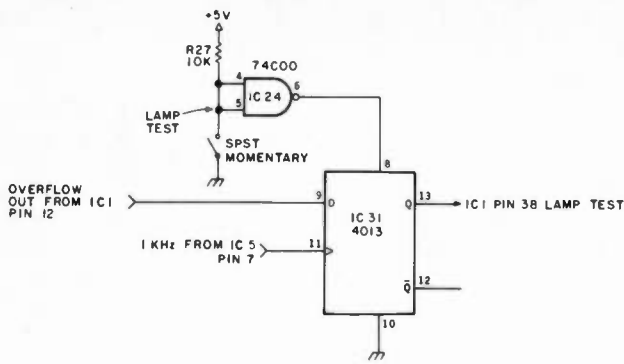 +5V
R27
10K
74C00
4
5
6
IC24
LAMP
TEST
SPST
MOMENTARY
8
OVERFLOW
OUT FROM IC1
PIN 12
9
D
Q
13
IC1 PIN 38 LAMP TEST
IC 31
4013
1 KHz FROM IC 5
PIN 7
11
Q̅
12
10